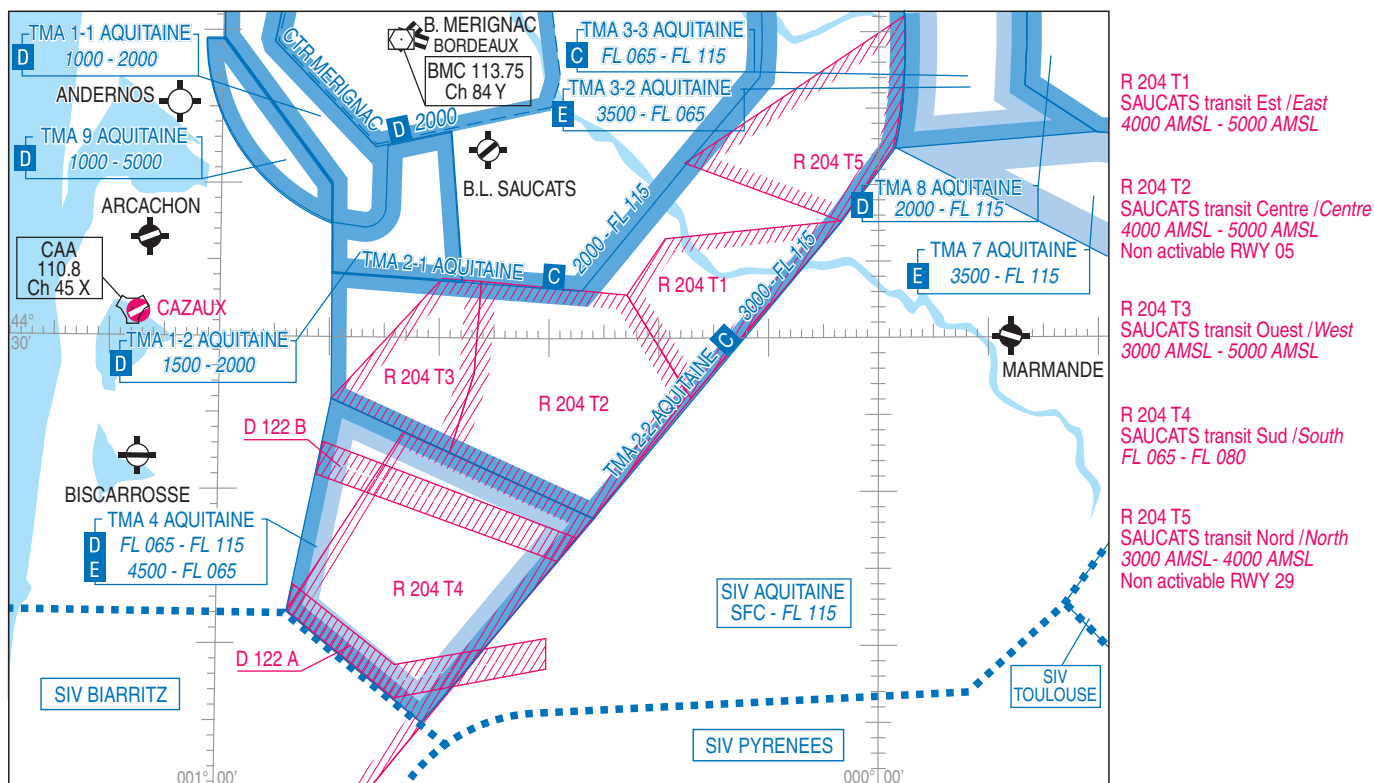 TMA 1-1 AQUITAINE
D
1000 - 2000
ANDERNOS
TMA 9 AQUITAINE
D
1000 - 5000
ARCACHON
CAA
110.8
Ch 45 X
CAZAUX
44°
30'
TMA 1-2 AQUITAINE
D
1500 - 2000
CTR MERIGNAC
D
2000
B. MERIGNAC
BORDEAUX
BMC 113.75
Ch 84 Y
B.L. SAUCATS
TMA 3-3 AQUITAINE
C
FL 065 - FL 115
TMA 3-2 AQUITAINE
E
3500 - FL 065
R 204 T5
TMA 8 AQUITAINE
D
2000 - FL 115
TMA 7 AQUITAINE
E
3500 - FL 115
TMA 2-1 AQUITAINE
C
2000 - FL 115
R 204 T1
TMA 2-2 AQUITAINE
C
3000 - FL 115
MARMANDE
R 204 T3
R 204 T2
D 122 B
BISCARROSSE
TMA 4 AQUITAINE
D
FL 065 - FL 115
E
4500 - FL 065
R 204 T4
D 122 A
SIV AQUITAINE
SFC - FL 115
SIV BIARRITZ
SIV
TOULOUSE
SIV PYRENEES
001° 00'
000° 00'
R 204 T1
SAUCATS transit Est /East
4000 AMSL - 5000 AMSL
R 204 T2
SAUCATS transit Centre /Centre
4000 AMSL - 5000 AMSL
Non activable RWY 05
R 204 T3
SAUCATS transit Ouest /West
3000 AMSL - 5000 AMSL
R 204 T4
SAUCATS transit Sud /South
FL 065 - FL 080
R 204 T5
SAUCATS transit Nord /North
3000 AMSL- 4000 AMSL
Non activable RWY 29